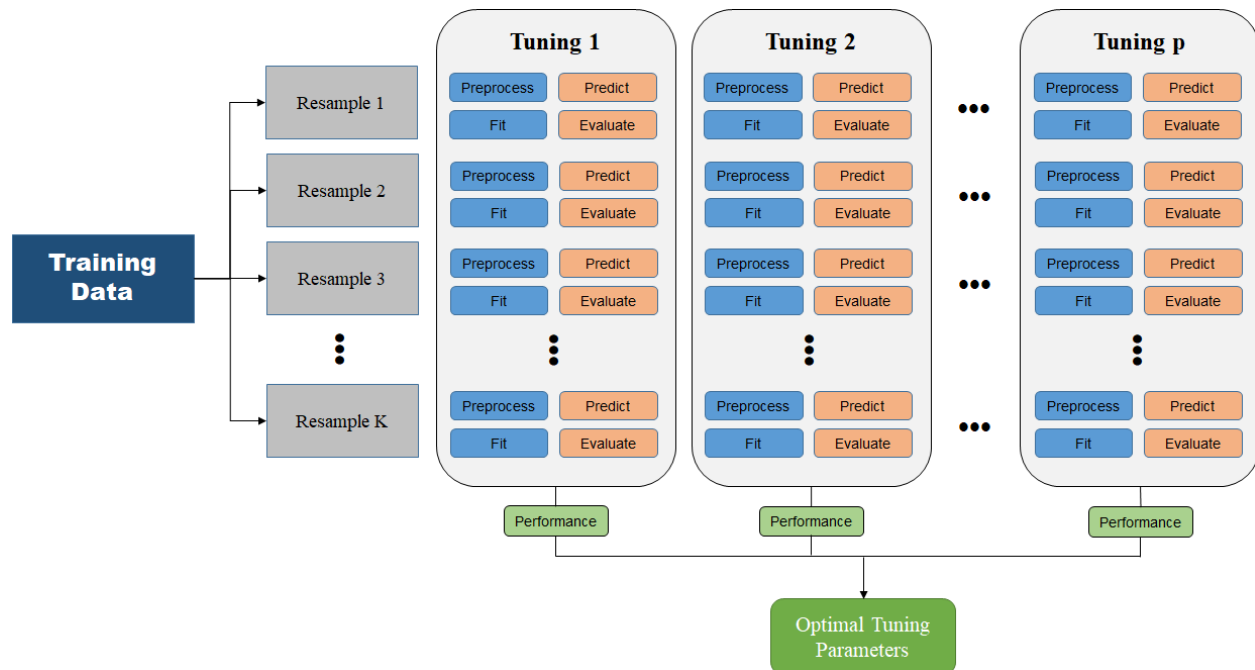 Tuning 1
Tuning 2
Tuning p
Training
Data
Resample 1
Preprocess Predict
Fit Evaluate
Preprocess Predict
Fit Evaluate
•••
Preprocess Predict
Fit Evaluate
Resample 2
Preprocess Predict
Fit Evaluate
Preprocess Predict
Fit Evaluate
•••
Preprocess Predict
Fit Evaluate
Resample 3
Preprocess Predict
Fit Evaluate
Preprocess Predict
Fit Evaluate
•••
Preprocess Predict
Fit Evaluate
Resample K
Preprocess Predict
Fit Evaluate
Preprocess Predict
Fit Evaluate
•••
Preprocess Predict
Fit Evaluate
Performance
Performance
Performance
Optimal Tuning
Parameters